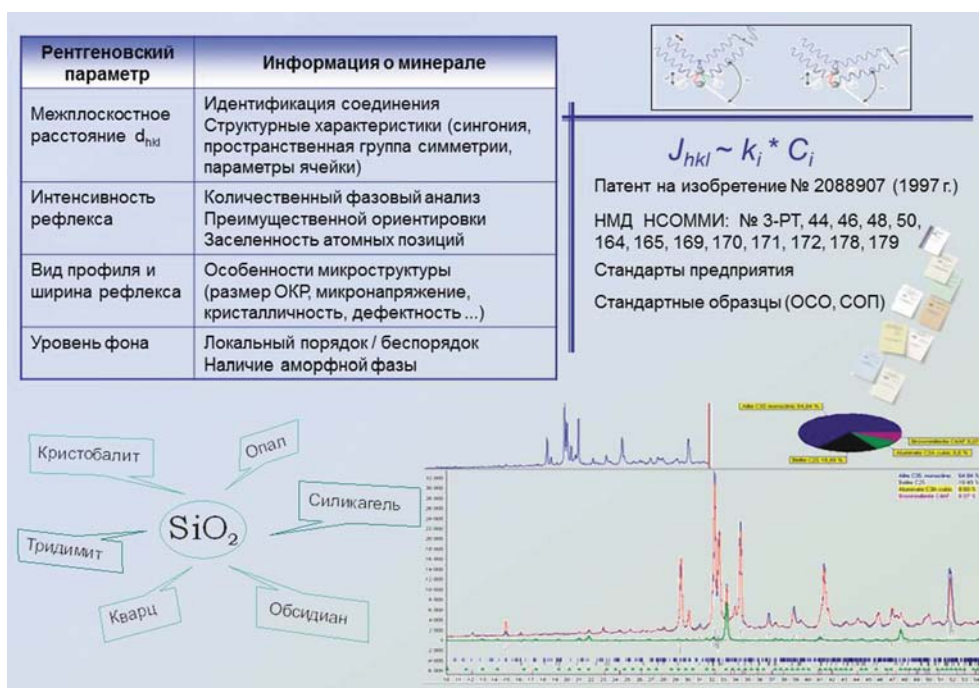 Рентгеновский
параметр
Информация о минерале
Межплоскостное
расстояние d_hkl
Идентификация соединения
Структурные характеристики (сингония,
пространственная группа симметрии,
параметры ячейки)
Интенсивность
рефлекса
Количественный фазовый анализ
Преимущественной ориентировки
Заселенность атомных позиций
Вид профиля и
ширина рефлекса
Особенности микроструктуры
(размер ОКР, микронапряжение,
кристалличность, дефектность ...)
Уровень фона
Локальный порядок / беспорядок
Наличие аморфной фазы
J_hkl ~ k_i * C_i
Патент на изобретение № 2088907 (1997 г.)
НМД НСОММИ: № 3-РТ, 44, 46, 48, 50,
164, 165, 169, 170, 171, 172, 178, 179
Стандарты предприятия
Стандартные образцы (ОСО, СОП)
Кристобалит
Опал
Силикагель
SiO₂
Тридимит
Кварц
Обсидиан